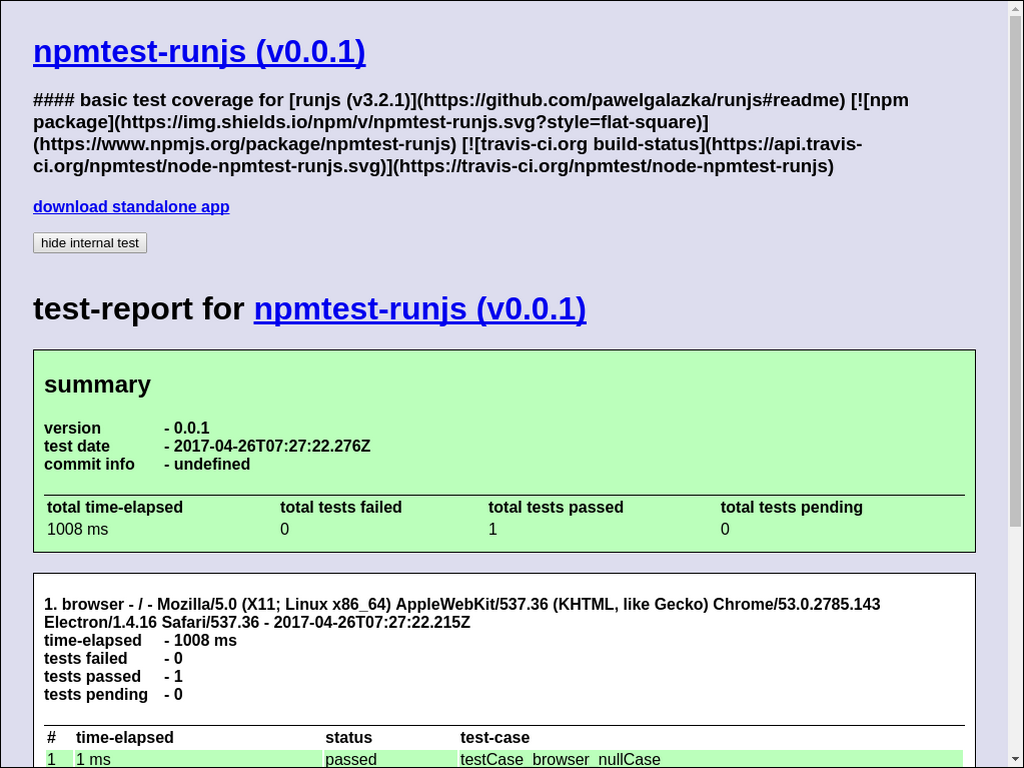 npmtest-runjs (v0.0.1)
#### basic test coverage for [runjs (v3.2.1)](https://github.com/pawelgalazka/runjs#readme) [![npm
package](https://img.shields.io/npm/v/npmtest-runjs.svg?style=flat-square)]
(https://www.npmjs.org/package/npmtest-runjs) [![travis-ci.org build-status](https://api.travis-
ci.org/npmtest/node-npmtest-runjs.svg)](https://travis-ci.org/npmtest/node-npmtest-runjs)
download standalone app
hide internal test
test-report for npmtest-runjs (v0.0.1)
summary
version - 0.0.1
test date - 2017-04-26T07:27:22.276Z
commit info - undefined
total time-elapsed total tests failed total tests passed total tests pending
1008 ms 0 1 0
1. browser - / - Mozilla/5.0 (X11; Linux x86_64) AppleWebKit/537.36 (KHTML, like Gecko) Chrome/53.0.2785.143
Electron/1.4.16 Safari/537.36 - 2017-04-26T07:27:22.215Z
time-elapsed - 1008 ms
tests failed - 0
tests passed - 1
tests pending - 0
# time-elapsed status test-case
1 1 ms passed testCase_browser_nullCase